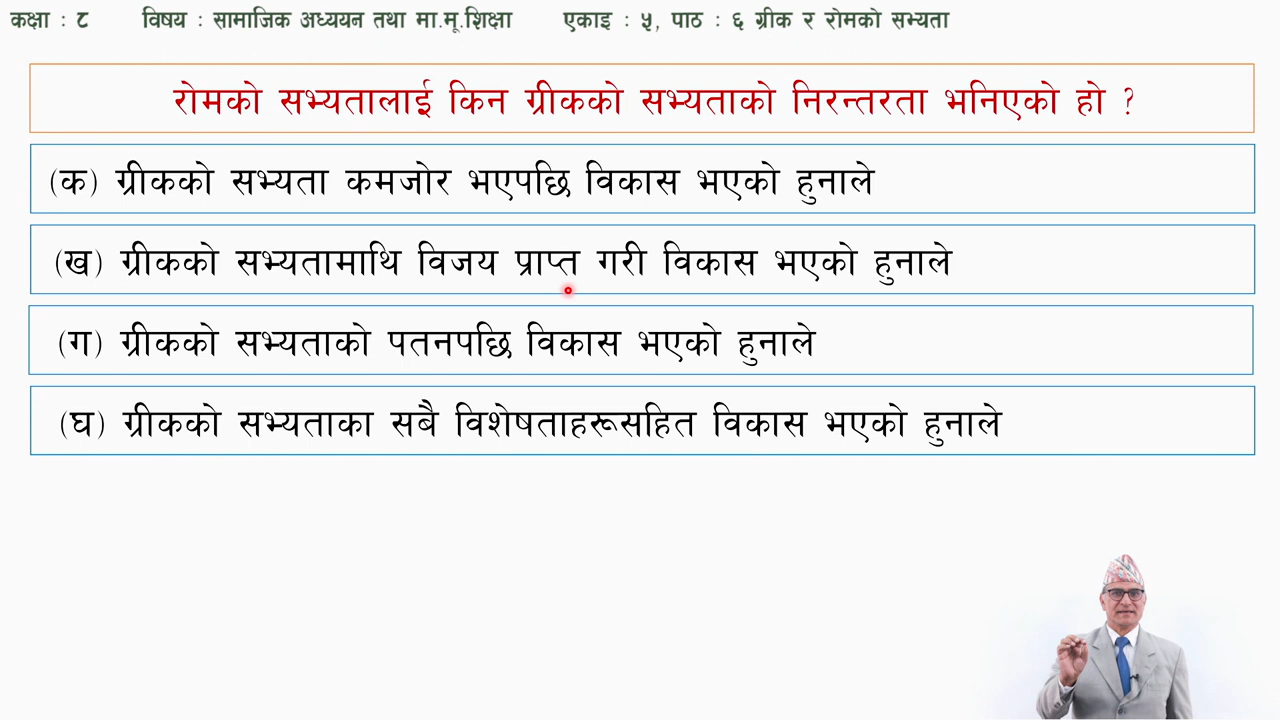 कक्षा : ८ विषय : सामाजिक अध्ययन तथा मा.मू.शिक्षा एकाइ : ५, पाठ : ६ ग्रीक र रोमको सभ्यता
रोमको सभ्यतालाई किन ग्रीकको सभ्यताको निरन्तरता भनिएको हो ?
(क) ग्रीकको सभ्यता कमजोर भएपछि विकास भएको हुनाले
(ख) ग्रीकको सभ्यतामाथि विजय प्राप्त गरी विकास भएको हुनाले
(ग) ग्रीकको सभ्यताको पतनपछि विकास भएको हुनाले
(घ) ग्रीकको सभ्यताका सबै विशेषताहरूसहित विकास भएको हुनाले